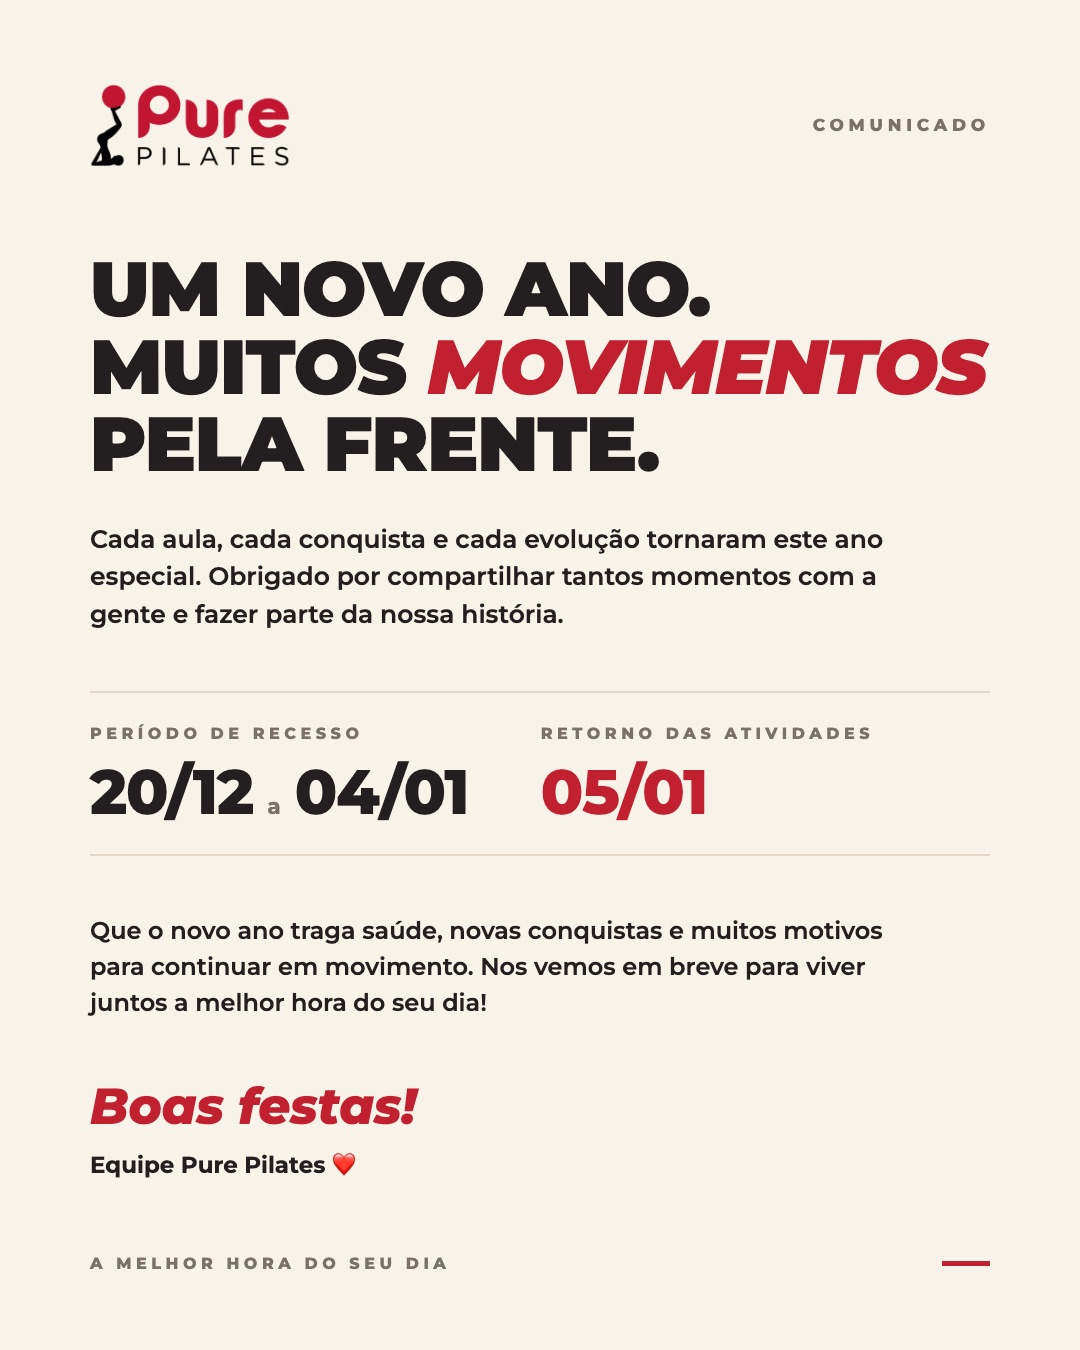 Pure
PILATES
COMUNICADO
UM NOVO ANO.
MUITOS MOVIMENTOS
PELA FRENTE.
Cada aula, cada conquista e cada evolução tornaram este ano
especial. Obrigado por compartilhar tantos momentos com a
gente e fazer parte da nossa história.
PERÍODO DE RECESSO
20/12 a 04/01
RETORNO DAS ATIVIDADES
05/01
Que o novo ano traga saúde, novas conquistas e muitos motivos
para continuar em movimento. Nos vemos em breve para viver
juntos a melhor hora do seu dia!
Boas festas!
Equipe Pure Pilates ❤️
A MELHOR HORA DO SEU DIA